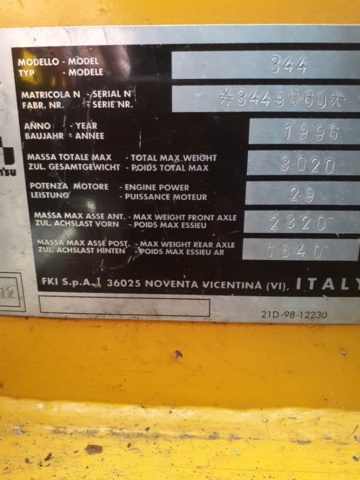 MODELLO - MODEL 344
TYP - MODELE
MATRICOLA N - SERIAL N *3449660*
FABR. NR. - SERIE NR.
ANNO - YEAR 1996
BAUJAHR - ANNEE
MASSA TOTALE MAX - TOTAL MAX WEIGHT 3020
ZUL. GESAMTGEWICHT - POIDS TOTAL MAX
POTENZA MOTORE - ENGINE POWER 29
LEISTUNG - PUISSANCE MOTEUR
MASSA MAX ASSE ANT. - MAX WEIGHT FRONT AXLE 2320
ZUL. ACHSLAST VORN - POIDS MAX ESSIEU
MASSA MAX ASSE POST. - MAX WEIGHT REAR AXLE 1840
ZUL. ACHSLAST HINTEN - POIDS MAX ESSIEU AR
FKI S.p.A. 36025 NOVENTA VICENTINA (VI), ITALY
21D-98-12230